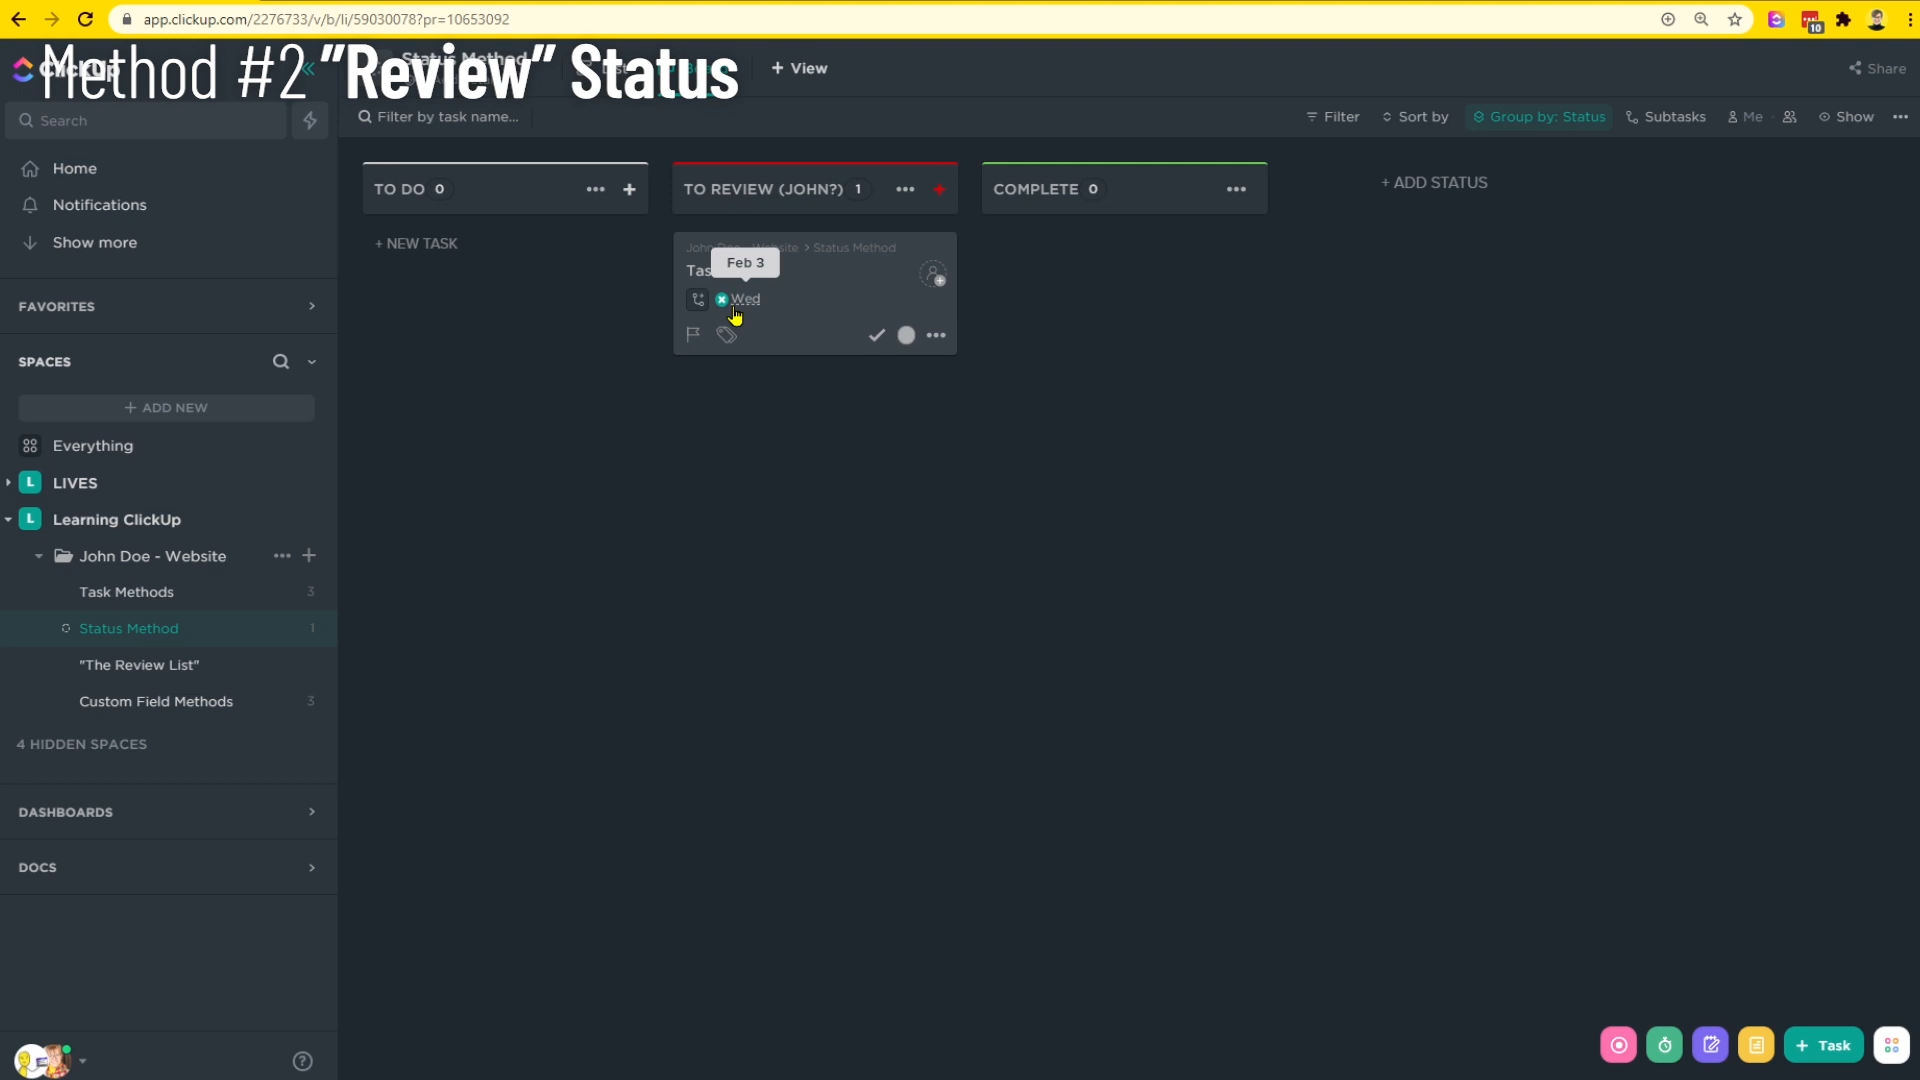 app.clickup.com/2276733/v/b/li/59030078?pr=10653092
10
Method #2 "Review" Status
+ View
Share
Search
Filter by task name...
Filter
Sort by
Group by: Status
Subtasks
Me
Show
Home
Notifications
Show more
FAVORITES
SPACES
+ ADD NEW
Everything
L LIVES
L Learning ClickUp
John Doe - Website
Task Methods 3
Status Method 1
"The Review List"
Custom Field Methods 3
4 HIDDEN SPACES
DASHBOARDS
DOCS
TO DO 0
+ NEW TASK
TO REVIEW (JOHN?) 1
COMPLETE 0
+ ADD STATUS
John Doe - Website > Status Method
Feb 3
Wed
+ Task